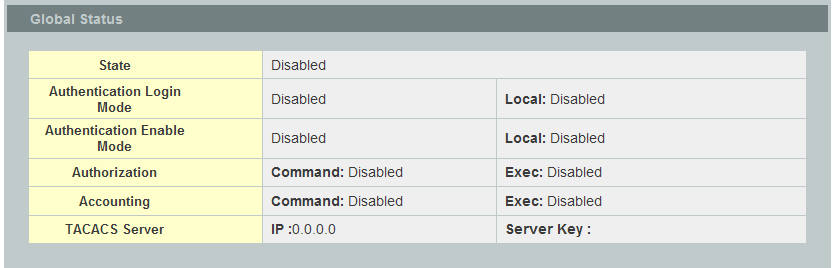 Global Status
State Disabled
Authentication Login Mode Disabled Local: Disabled
Authentication Enable Mode Disabled Local: Disabled
Authorization Command: Disabled Exec: Disabled
Accounting Command: Disabled Exec: Disabled
TACACS Server IP :0.0.0.0 Server Key :